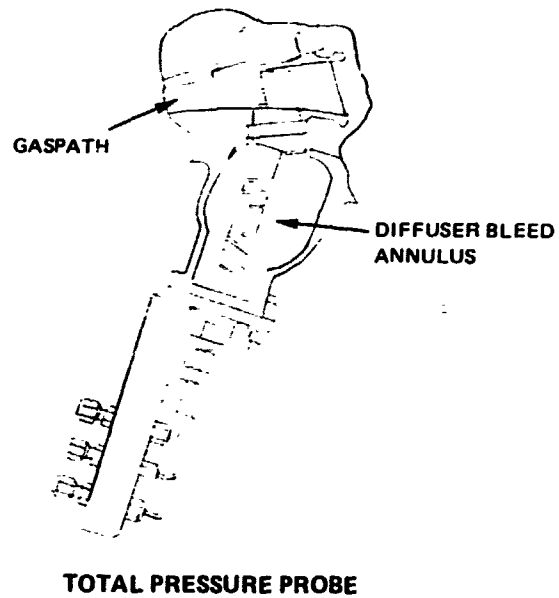 GASPATH
DIFFUSER BLEED
ANNULUS
TOTAL PRESSURE PROBE